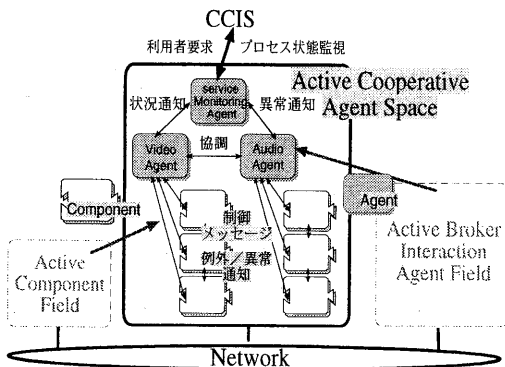 CCIS
利用者要求
プロセス状態監視
service
Monitoring
Agent
Active Cooperative
Agent Space
状況通知
異常通知
Video
Agent
協調
Audio
Agent
Component
制御
メッセージ
例外／異常
通知
Agent
Active
Component
Field
Active Broker
Interaction
Agent Field
Network